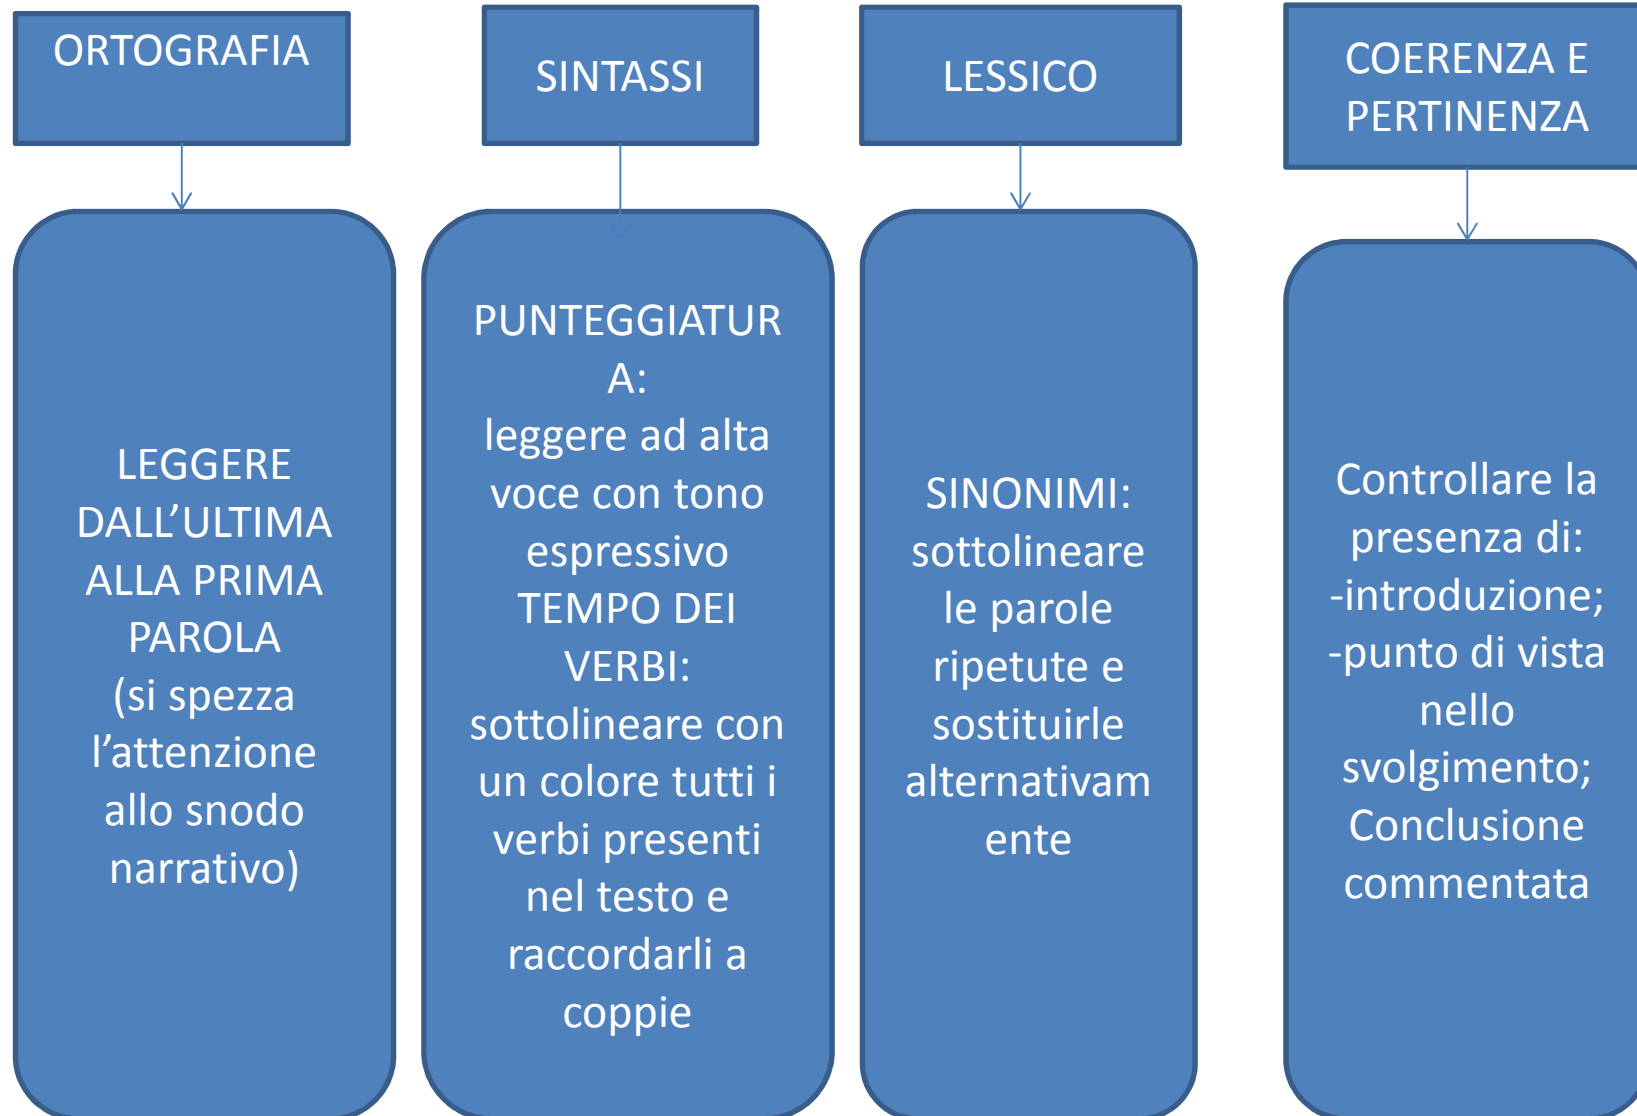 ORTOGRAFIA
SINTASSI
LESSICO
COERENZA E
PERTINENZA
LEGGERE
DALL’ULTIMA
ALLA PRIMA
PAROLA
(si spezza
l’attenzione
allo snodo
narrativo)
PUNTEGGIATUR
A:
leggere ad alta
voce con tono
espressivo
TEMPO DEI
VERBI:
sottolineare con
un colore tutti i
verbi presenti
nel testo e
raccordarli a
coppie
SINONIMI:
sottolineare
le parole
ripetute e
sostituirle
alternativam
ente
Controllare la
presenza di:
-introduzione;
-punto di vista
nello
svolgimento;
Conclusione
commentata